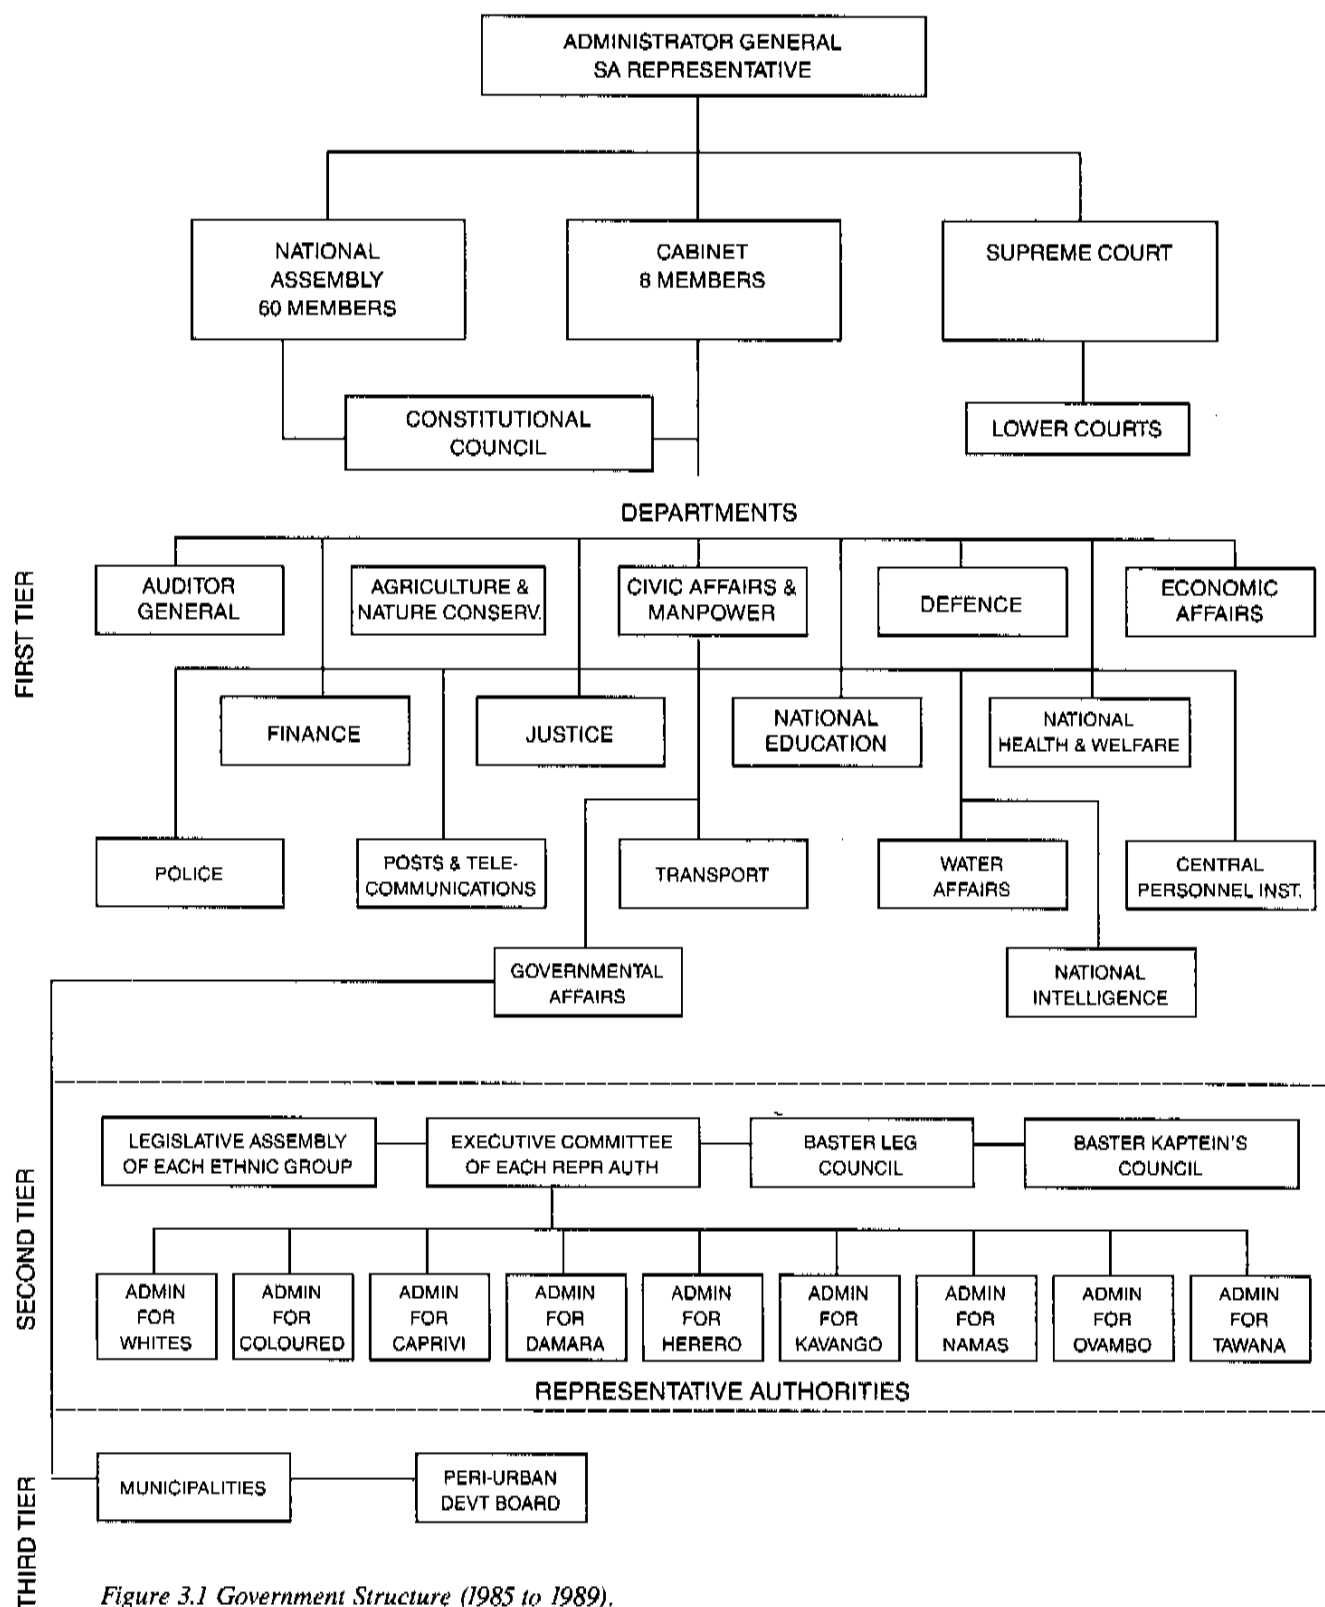 ADMINISTRATOR GENERAL
SA REPRESENTATIVE
NATIONAL
ASSEMBLY
60 MEMBERS
CABINET
8 MEMBERS
SUPREME COURT
CONSTITUTIONAL
COUNCIL
LOWER COURTS
DEPARTMENTS
FIRST TIER
AUDITOR
GENERAL
AGRICULTURE &
NATURE CONSERV.
CIVIC AFFAIRS &
MANPOWER
DEFENCE
ECONOMIC
AFFAIRS
FINANCE
JUSTICE
NATIONAL
EDUCATION
NATIONAL
HEALTH & WELFARE
POLICE
POSTS & TELE-
COMMUNICATIONS
TRANSPORT
WATER
AFFAIRS
CENTRAL
PERSONNEL INST.
GOVERNMENTAL
AFFAIRS
NATIONAL
INTELLIGENCE
SECOND TIER
LEGISLATIVE ASSEMBLY
OF EACH ETHNIC GROUP
EXECUTIVE COMMITTEE
OF EACH REPR AUTH
BASTER LEG
COUNCIL
BASTER KAPTEIN'S
COUNCIL
ADMIN
FOR
WHITES
ADMIN
FOR
COLOURED
ADMIN
FOR
CAPRIVI
ADMIN
FOR
DAMARA
ADMIN
FOR
HERERO
ADMIN
FOR
KAVANGO
ADMIN
FOR
NAMAS
ADMIN
FOR
OVAMBO
ADMIN
FOR
TAWANA
REPRESENTATIVE AUTHORITIES
THIRD TIER
MUNICIPALITIES
PERI-URBAN
DEVT BOARD
Figure 3.1 Government Structure (1985 to 1989).